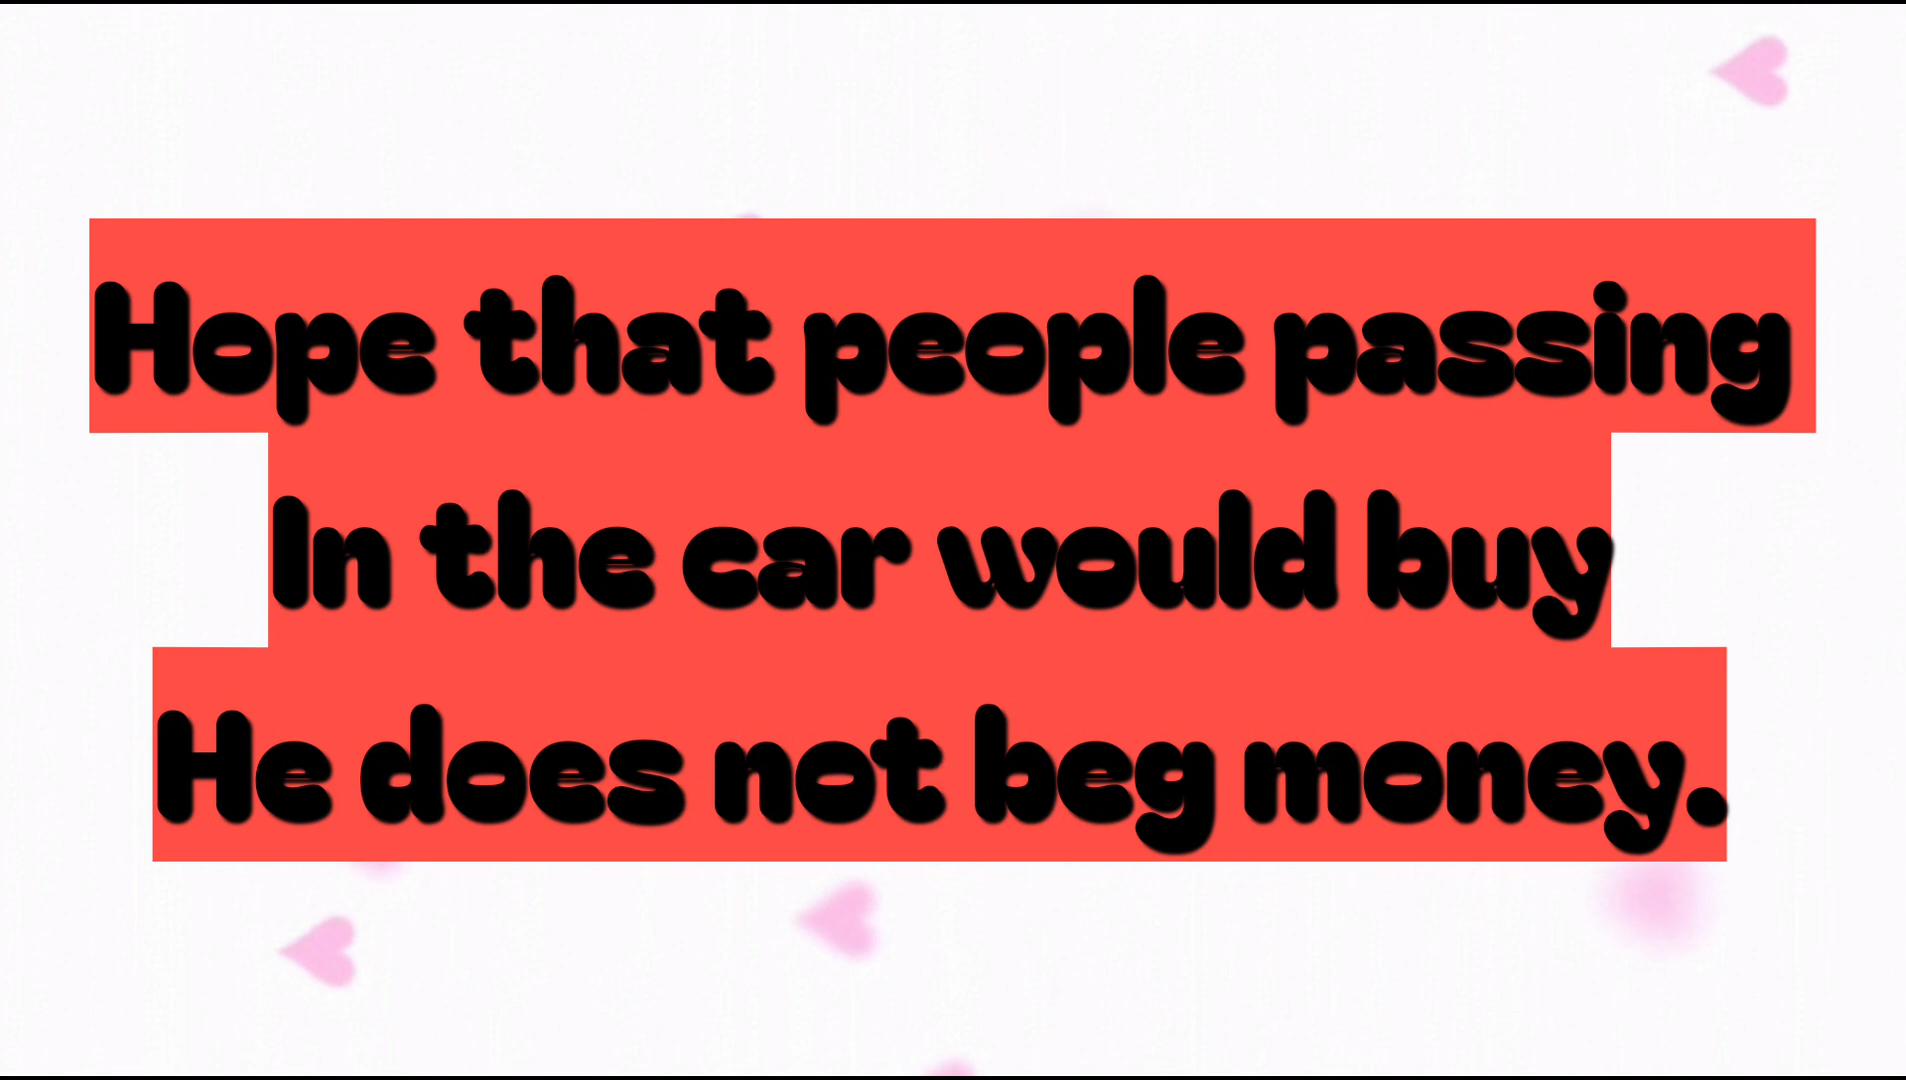 Hope that people passing
In the car would buy
He does not beg money.